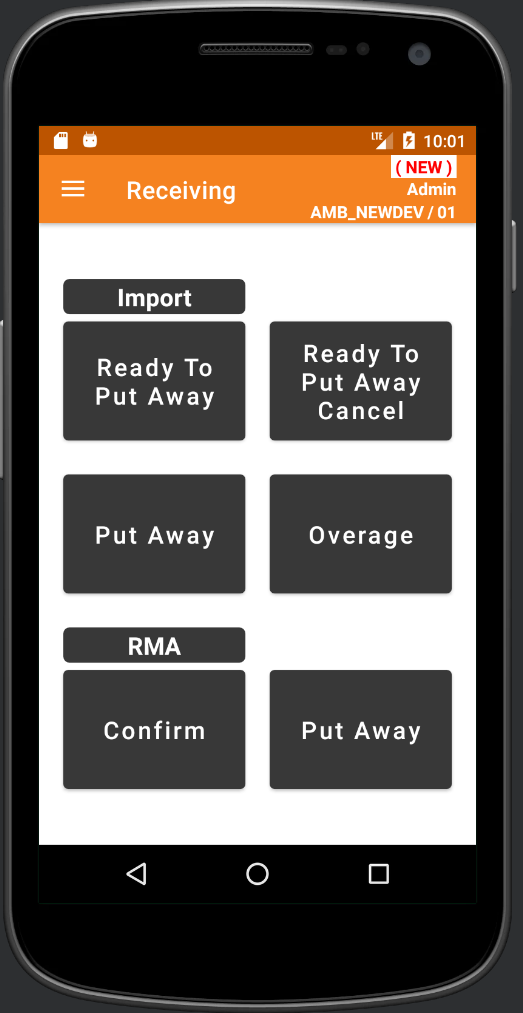 LTE 10:01
( NEW )
Receiving
Admin
AMB_NEWDEV / 01
Import
Ready To
Put Away
Ready To
Put Away
Cancel
Put Away
Overage
RMA
Confirm
Put Away